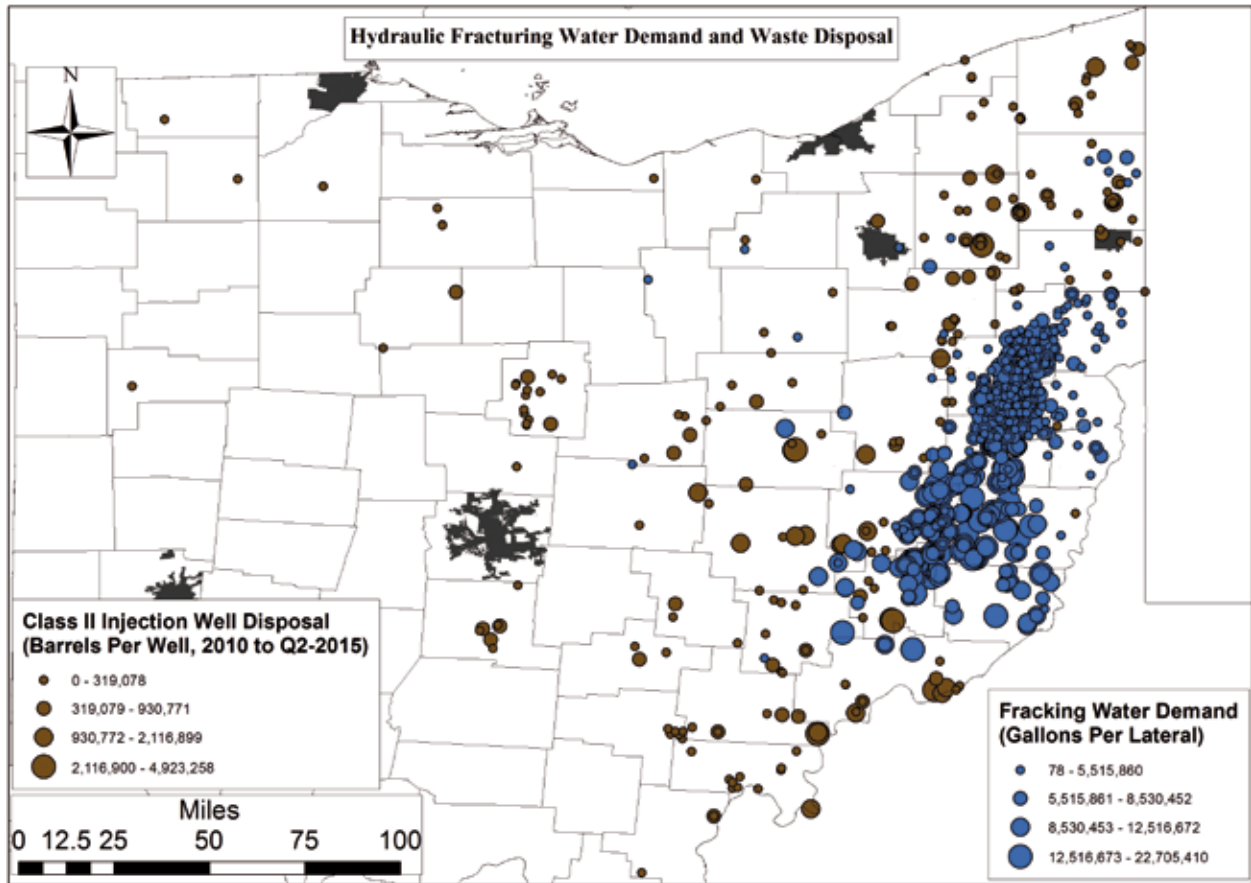 Hydraulic Fracturing Water Demand and Waste Disposal
N
Class II Injection Well Disposal
(Barrels Per Well, 2010 to Q2-2015)
0 - 319,078
319,079 - 930,771
930,772 - 2,116,899
2,116,900 - 4,923,258
Miles
0 12.5 25 50 75 100
Fracking Water Demand
(Gallons Per Lateral)
78 - 5,515,860
5,515,861 - 8,530,452
8,530,453 - 12,516,672
12,516,673 - 22,705,410